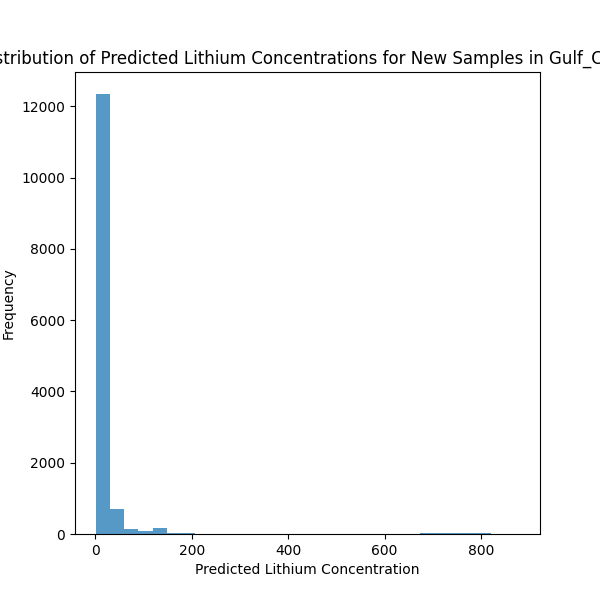 stribution of Predicted Lithium Concentrations for New Samples in Gulf_C
12000
10000
8000
6000
4000
2000
0
Frequency
0 200 400 600 800
Predicted Lithium Concentration